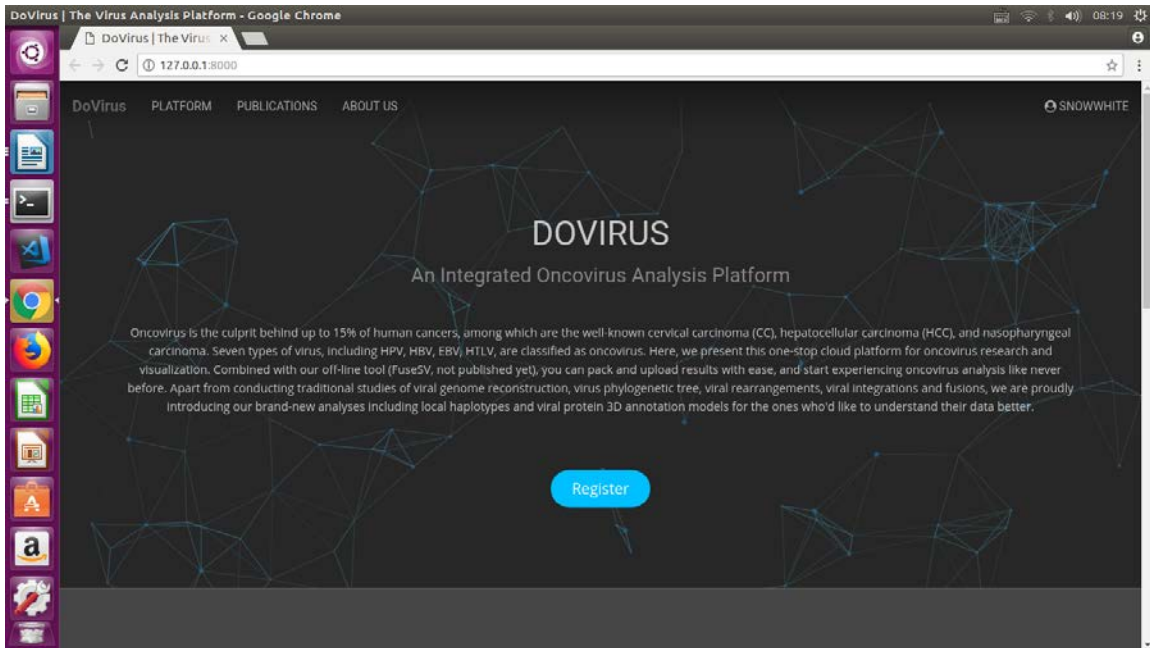 DoVirus | The Virus Analysis Platform - Google Chrome
08:19
DoVirus | The Virus
127.0.0.1:8000
DoVirus PLATFORM PUBLICATIONS ABOUT US SNOWWHITE
DOVIRUS
An Integrated Oncovirus Analysis Platform
Oncovirus is the culprit behind up to 15% of human cancers, among which are the well-known cervical carcinoma (CC), hepatocellular carcinoma (HCC), and nasopharyngeal
carcinoma. Seven types of virus, including HPV, HBV, EBV, HTLV, are classified as oncovirus. Here, we present this one-stop cloud platform for oncovirus research and
visualization. Combined with our off-line tool (FuseSV, not published yet), you can pack and upload results with ease, and start experiencing oncovirus analysis like never
before. Apart from conducting traditional studies of viral genome reconstruction, virus phylogenetic tree, viral rearrangements, viral integrations and fusions, we are proudly
introducing our brand-new analyses including local haplotypes and viral protein 3D annotation models for the ones who'd like to understand their data better.
Register